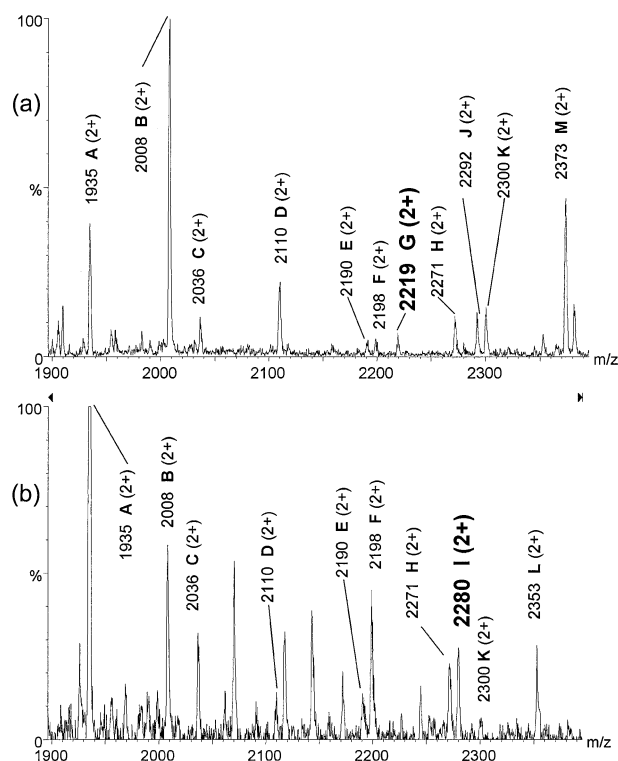 100
(a)
%
0
1935 A (2+)
2008 B (2+)
2036 C (2+)
2110 D (2+)
2190 E (2+)
2198 F (2+)
2219 G (2+)
2271 H (2+)
2292 J (2+)
2300 K (2+)
2373 M (2+)
1900 2000 2100 2200 2300 m/z
100
(b)
%
0
1935 A (2+)
2008 B (2+)
2036 C (2+)
2110 D (2+)
2190 E (2+)
2198 F (2+)
2271 H (2+)
2280 I (2+)
2300 K (2+)
2353 L (2+)
1900 2000 2100 2200 2300 m/z